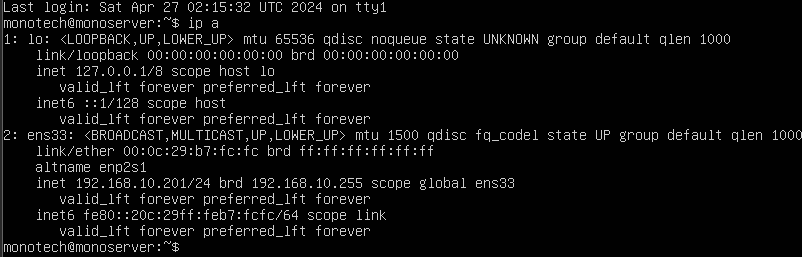 Last login: Sat Apr 27 02:15:32 UTC 2024 on tty1
monotech@monoserver:~$ ip a
1: lo: <LOOPBACK,UP,LOWER_UP> mtu 65536 qdisc noqueue state UNKNOWN group default qlen 1000
    link/loopback 00:00:00:00:00:00 brd 00:00:00:00:00:00
    inet 127.0.0.1/8 scope host lo
       valid_lft forever preferred_lft forever
    inet6 ::1/128 scope host
       valid_lft forever preferred_lft forever
2: ens33: <BROADCAST,MULTICAST,UP,LOWER_UP> mtu 1500 qdisc fq_codel state UP group default qlen 1000
    link/ether 00:0c:29:b7:fc:fc brd ff:ff:ff:ff:ff:ff
    altname enp2s1
    inet 192.168.10.201/24 brd 192.168.10.255 scope global ens33
       valid_lft forever preferred_lft forever
    inet6 fe80::20c:29ff:feb7:fcfc/64 scope link
       valid_lft forever preferred_lft forever
monotech@monoserver:~$